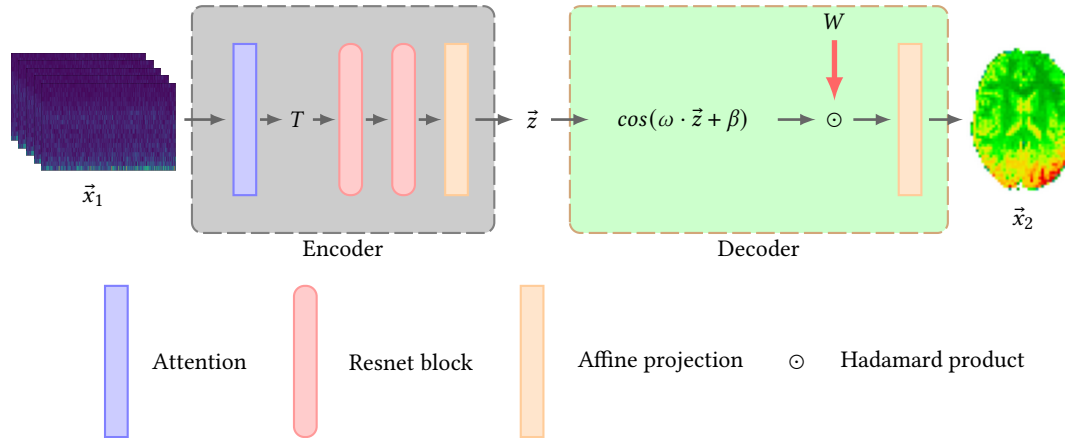 W
T
z⃗
cos(ω · z⃗ + β)
⊙
x⃗₁
x⃗₂
Encoder
Decoder
Attention
Resnet block
Affine projection
⊙
Hadamard product